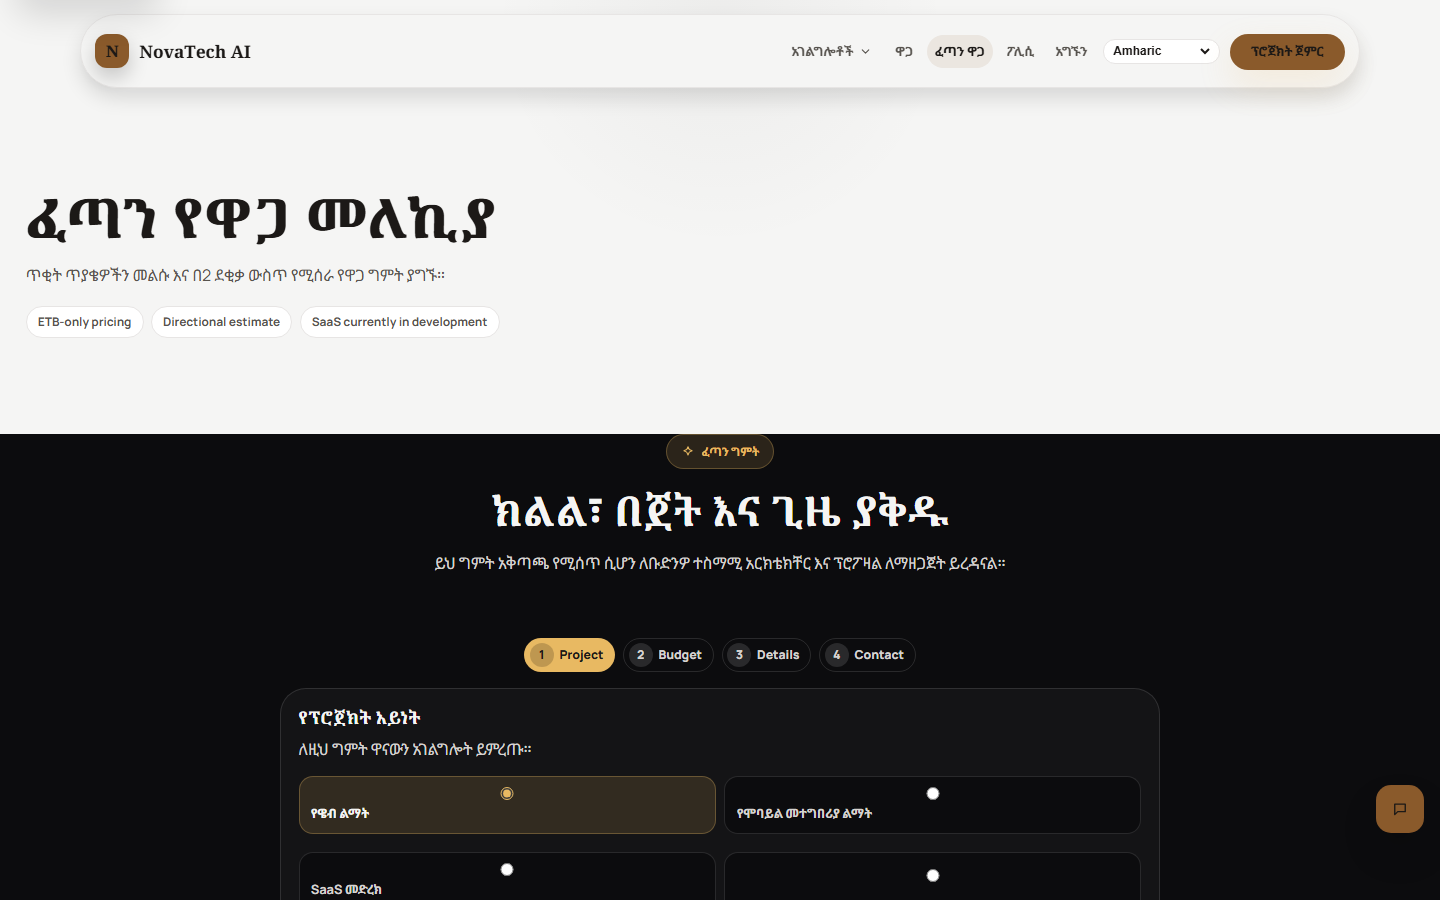 N NovaTech AI
አገልግሎቶች
ዋጋ
ፈጣን ዋጋ
ፖሊሲ
አግኙን
Amharic
ፕሮጀክት ጀምር
ፈጣን የዋጋ መለኪያ
ጥቂት ጥያቄዎችን መልሱ እና በ2 ደቂቃ ውስጥ የሚሰራ የዋጋ ግምት ያግኙ።
ETB-only pricing
Directional estimate
SaaS currently in development
ፈጣን ግምት
ክልል፣ በጀት እና ጊዜ ያቅዱ
ይህ ግምት አቅጣጫ የሚሰጥ ሲሆን ለቡድንዎ ተስማሚ አርክቴክቸር እና ፕሮፖዛል ለማዘጋጀት ይረዳናል።
1 Project
2 Budget
3 Details
4 Contact
የፕሮጀክት አይነት
ለዚህ ግምት ዋናውን አገልግሎት ይምረጡ።
የዌብ ልማት
የሞባይል መተግበሪያ ልማት
SaaS መድረክ